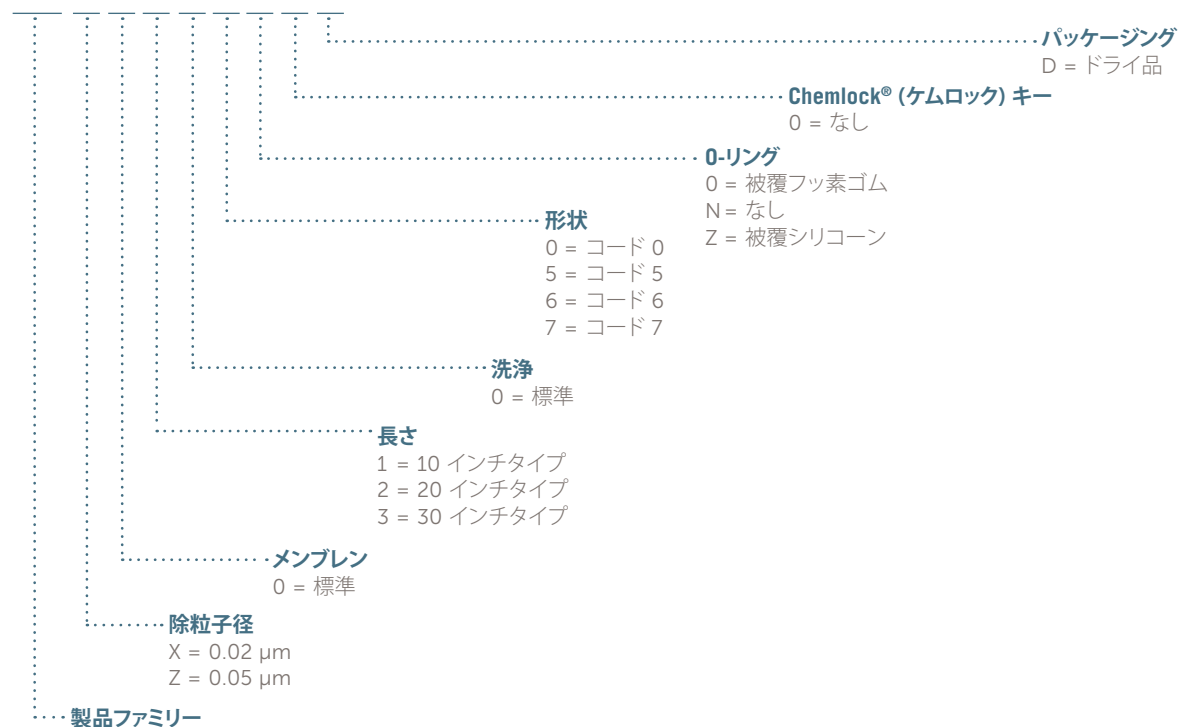 パッケージング
D = ドライ品
Chemlock® (ケムロック) キー
0 = なし
O-リング
0 = 被覆フッ素ゴム
N = なし
Z = 被覆シリコーン
形状
0 = コード 0
5 = コード 5
6 = コード 6
7 = コード 7
洗浄
0 = 標準
長さ
1 = 10 インチタイプ
2 = 20 インチタイプ
3 = 30 インチタイプ
メンブレン
0 = 標準
除粒子径
X = 0.02 µm
Z = 0.05 µm
製品ファミリー